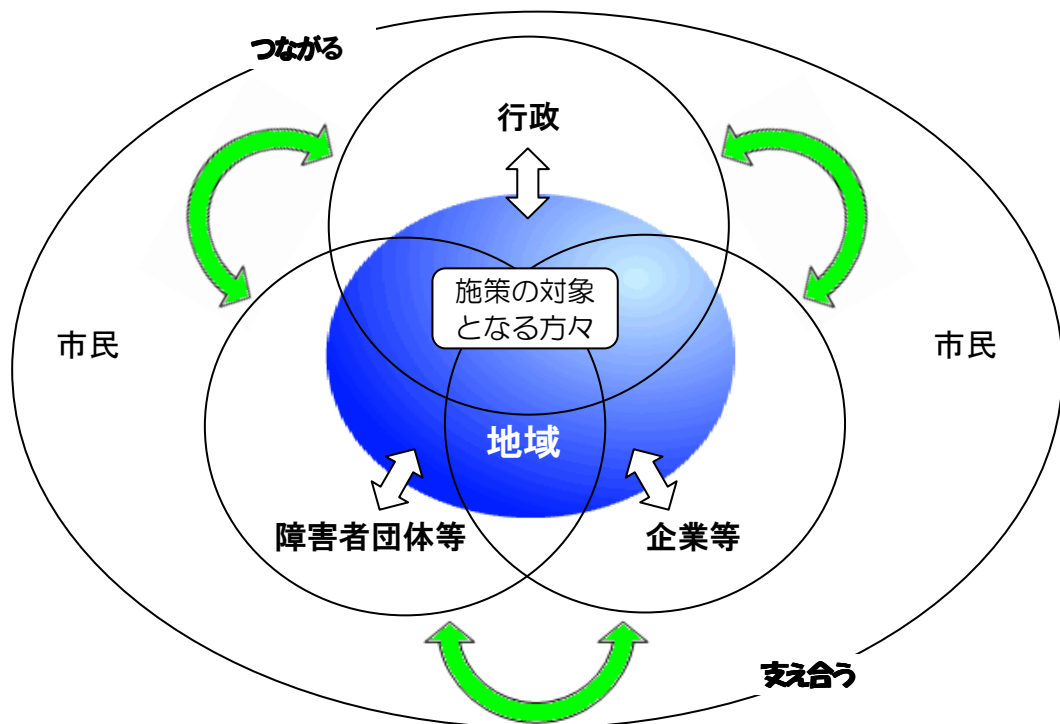 つながる
行政
施策の対象
となる方々
市民
市民
地域
障害者団体等
企業等
支え合う